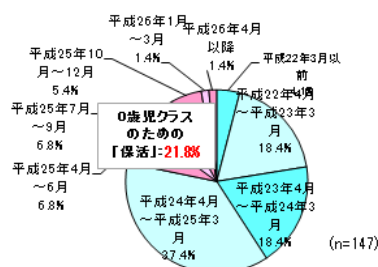 平成26年1月
～3月
1.4%
平成26年4月
以降
1.4%
平成22年3月以
前
平成22年4月
～平成23年3
月
18.4%
平成23年4月
～平成24年3
月
18.4%
平成24年4月
～平成25年3
月
37.4%
平成25年4月
～6月
6.8%
平成25年7月
～9月
6.8%
平成25年10
月～12月
5.4%
0歳児クラス
のための
「保活」:21.8%
(n=147)